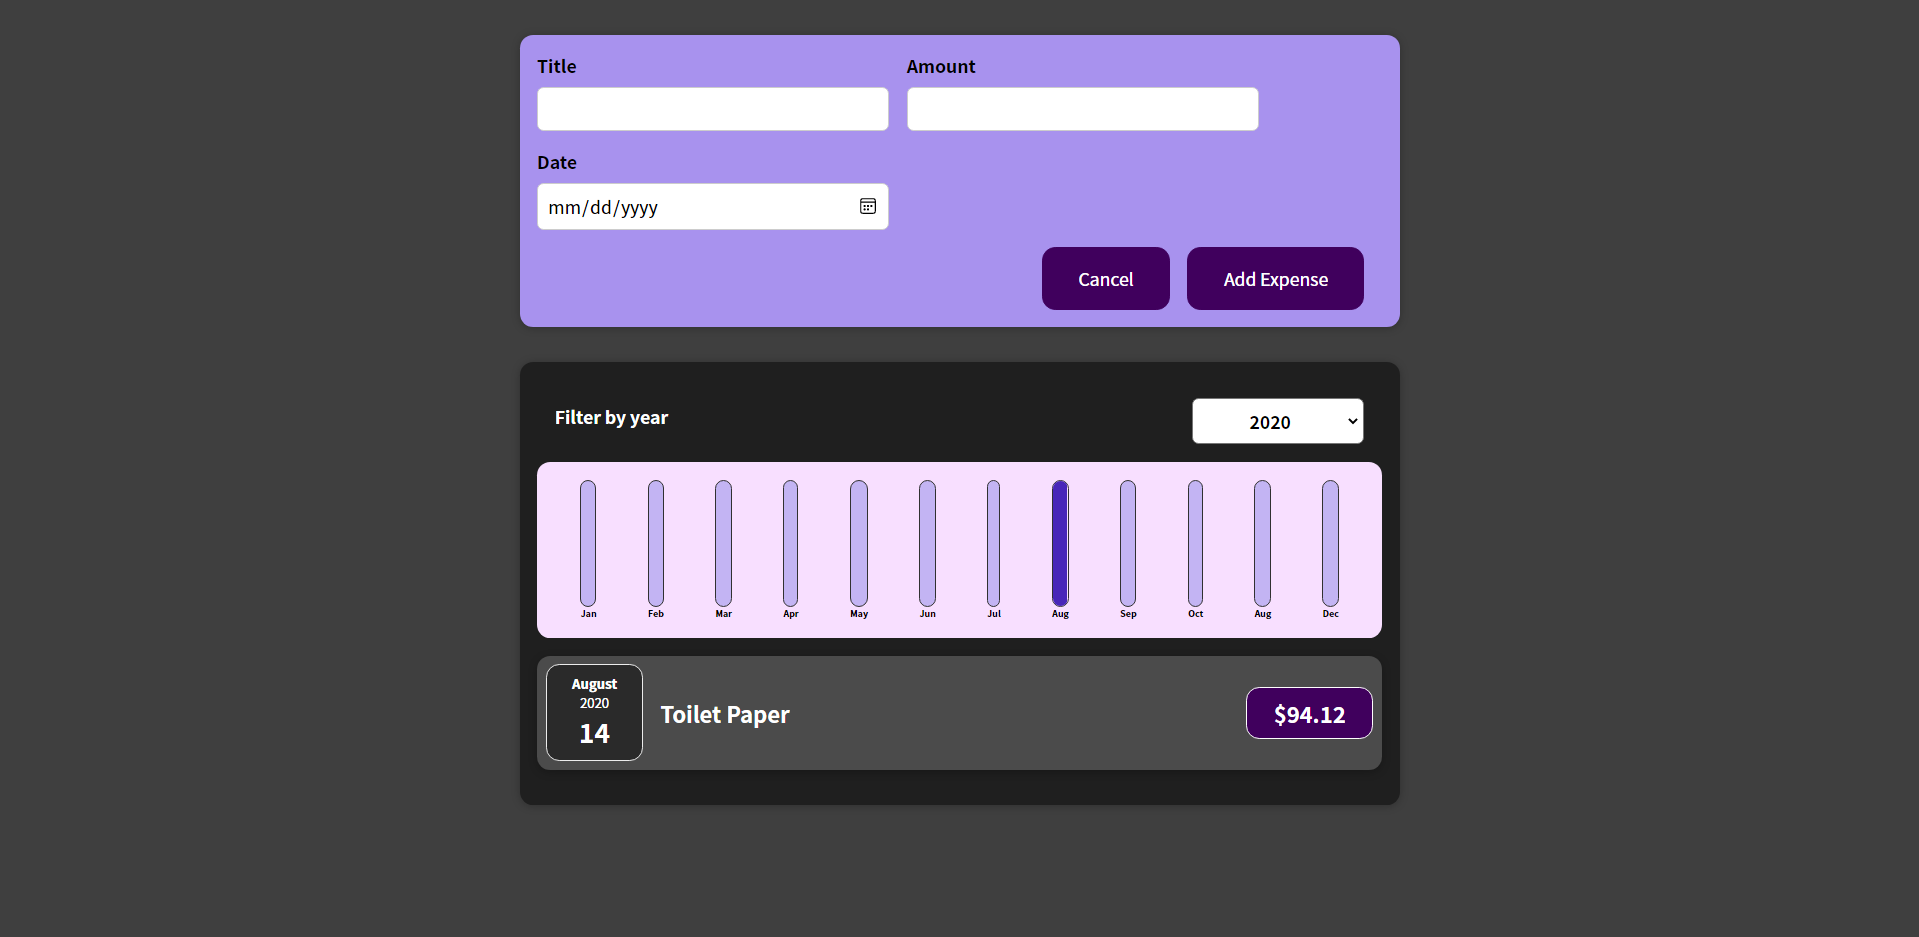 Title Amount
Date
mm/dd/yyyy
Cancel Add Expense
Filter by year 2020
Jan Feb Mar Apr May Jun Jul Aug Sep Oct Aug Dec
August
2020
14
Toilet Paper
$94.12